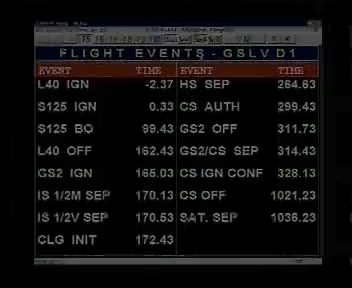 FLIGHT EVENTS - GSLV D1
EVENT TIME EVENT TIME
L40 IGN -2.37 HS SEP 264.63
S125 IGN 0.33 CS AUTH 299.43
S125 BO 99.43 GS2 OFF 311.73
L40 OFF 162.43 GS2/CS SEP 314.43
GS2 IGN 165.03 CS IGN CONF 328.13
IS 1/2M SEP 170.13 CS OFF 1021.23
IS 1/2V SEP 170.53 SAT. SEP 1036.23
CLG INIT 172.43